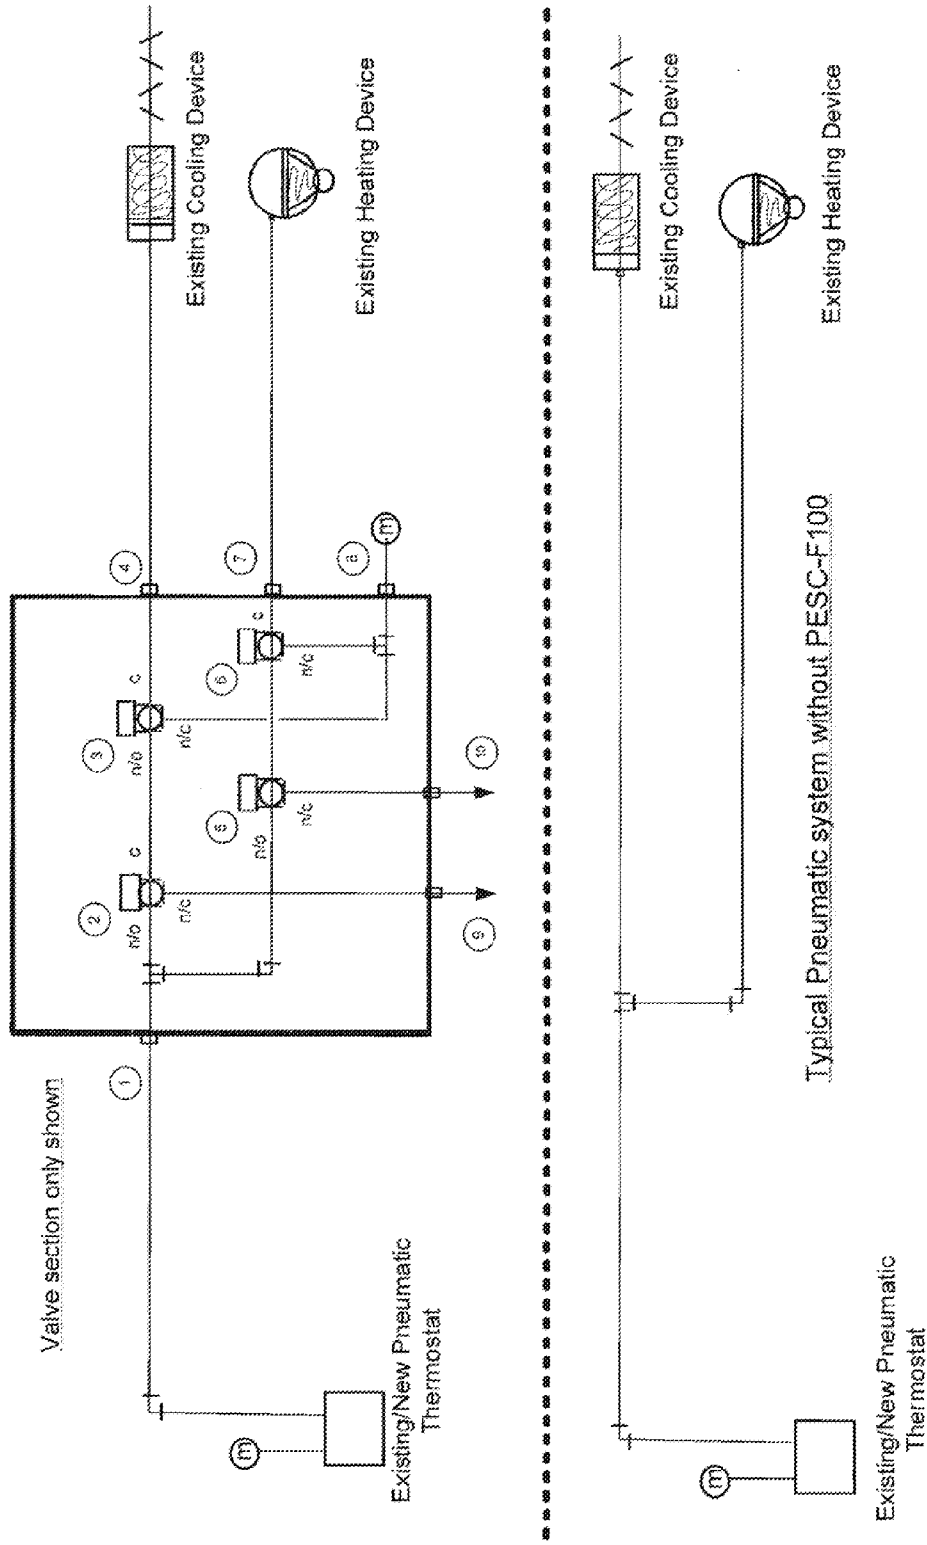 Valve section only shown
1
2
n/o
c
n/c
3
n/o
c
n/c
4
5
n/o
n/c
6
c
n/c
7
8
m
9
10
Existing Cooling Device
Existing Heating Device
m
Existing/New Pneumatic
Thermostat
Existing Cooling Device
Existing Heating Device
Typical Pneumatic system without PESC-F100
m
Existing/New Pneumatic
Thermostat